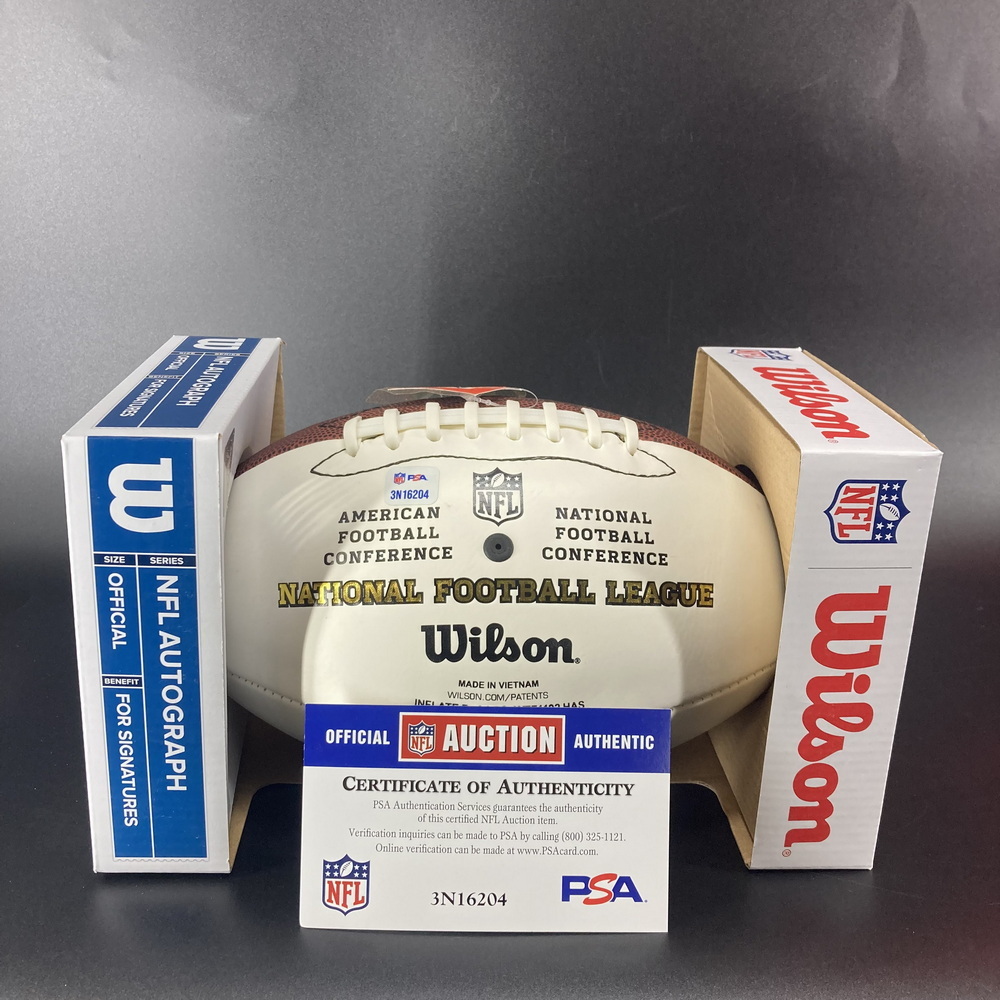 W
NFL AUTOGRAPH
OFFICIAL
FOR SIGNATURES
W
SIZE
OFFICIAL
SERIES
NFL AUTOGRAPH
BENEFIT
FOR SIGNATURES
NFL PSA
3N16204
NFL
AMERICAN
FOOTBALL
CONFERENCE
NATIONAL
FOOTBALL
CONFERENCE
NATIONAL FOOTBALL LEAGUE
Wilson®
MADE IN VIETNAM
WILSON.COM/PATENTS
Wilson®
NFL
Wilson®
OFFICIAL NFL AUCTION AUTHENTIC
CERTIFICATE OF AUTHENTICITY
PSA Authentication Services guarantees the authenticity
of this certified NFL Auction item.
Verification inquiries can be made to PSA by calling (800) 325-1121.
Online verification can be made at www.PSAcard.com.
NFL
3N16204
PSA